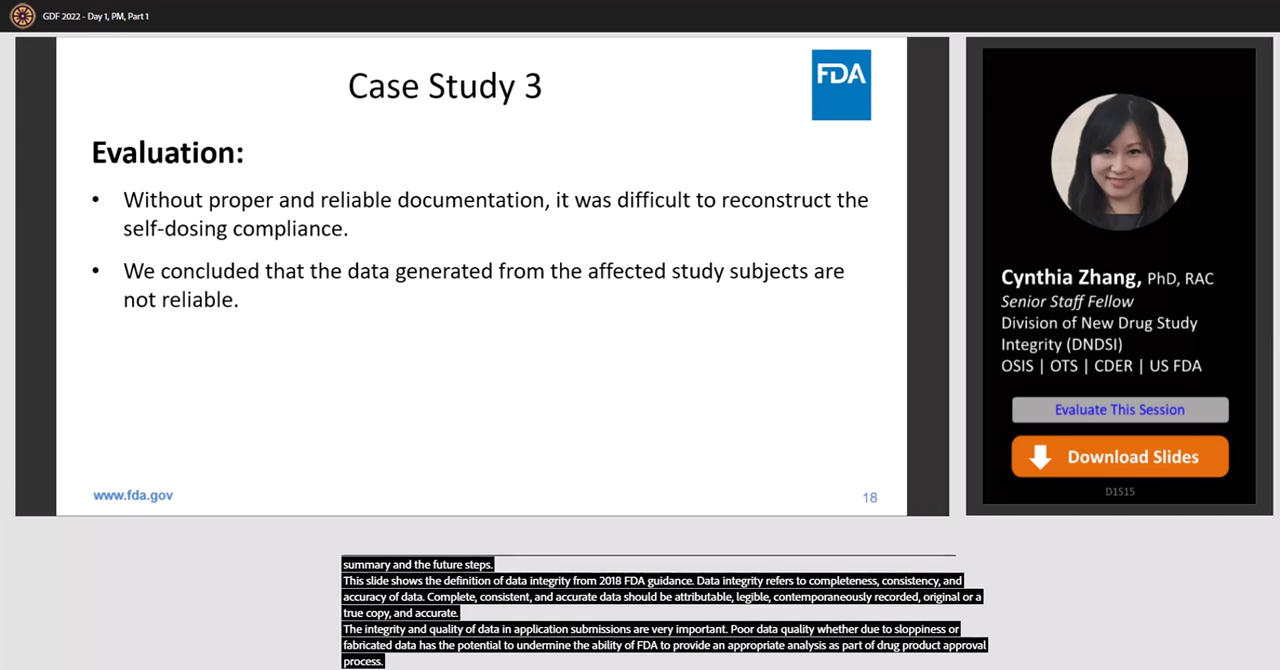 GDF 2022 - Day 1, PM, Part 1
Case Study 3
FDA
Evaluation:
• Without proper and reliable documentation, it was difficult to reconstruct the
self-dosing compliance.
• We concluded that the data generated from the affected study subjects are
not reliable.
www.fda.gov
18
Cynthia Zhang, PhD, RAC
Senior Staff Fellow
Division of New Drug Study
Integrity (DNDSI)
OSIS | OTS | CDER | US FDA
Evaluate This Session
Download Slides
D1S15
summary and the future steps.
This slide shows the definition of data integrity from 2018 FDA guidance. Data integrity refers to completeness, consistency, and
accuracy of data. Complete, consistent, and accurate data should be attributable, legible, contemporaneously recorded, original or a
true copy, and accurate.
The integrity and quality of data in application submissions are very important. Poor data quality whether due to sloppiness or
fabricated data has the potential to undermine the ability of FDA to provide an appropriate analysis as part of drug product approval
process.